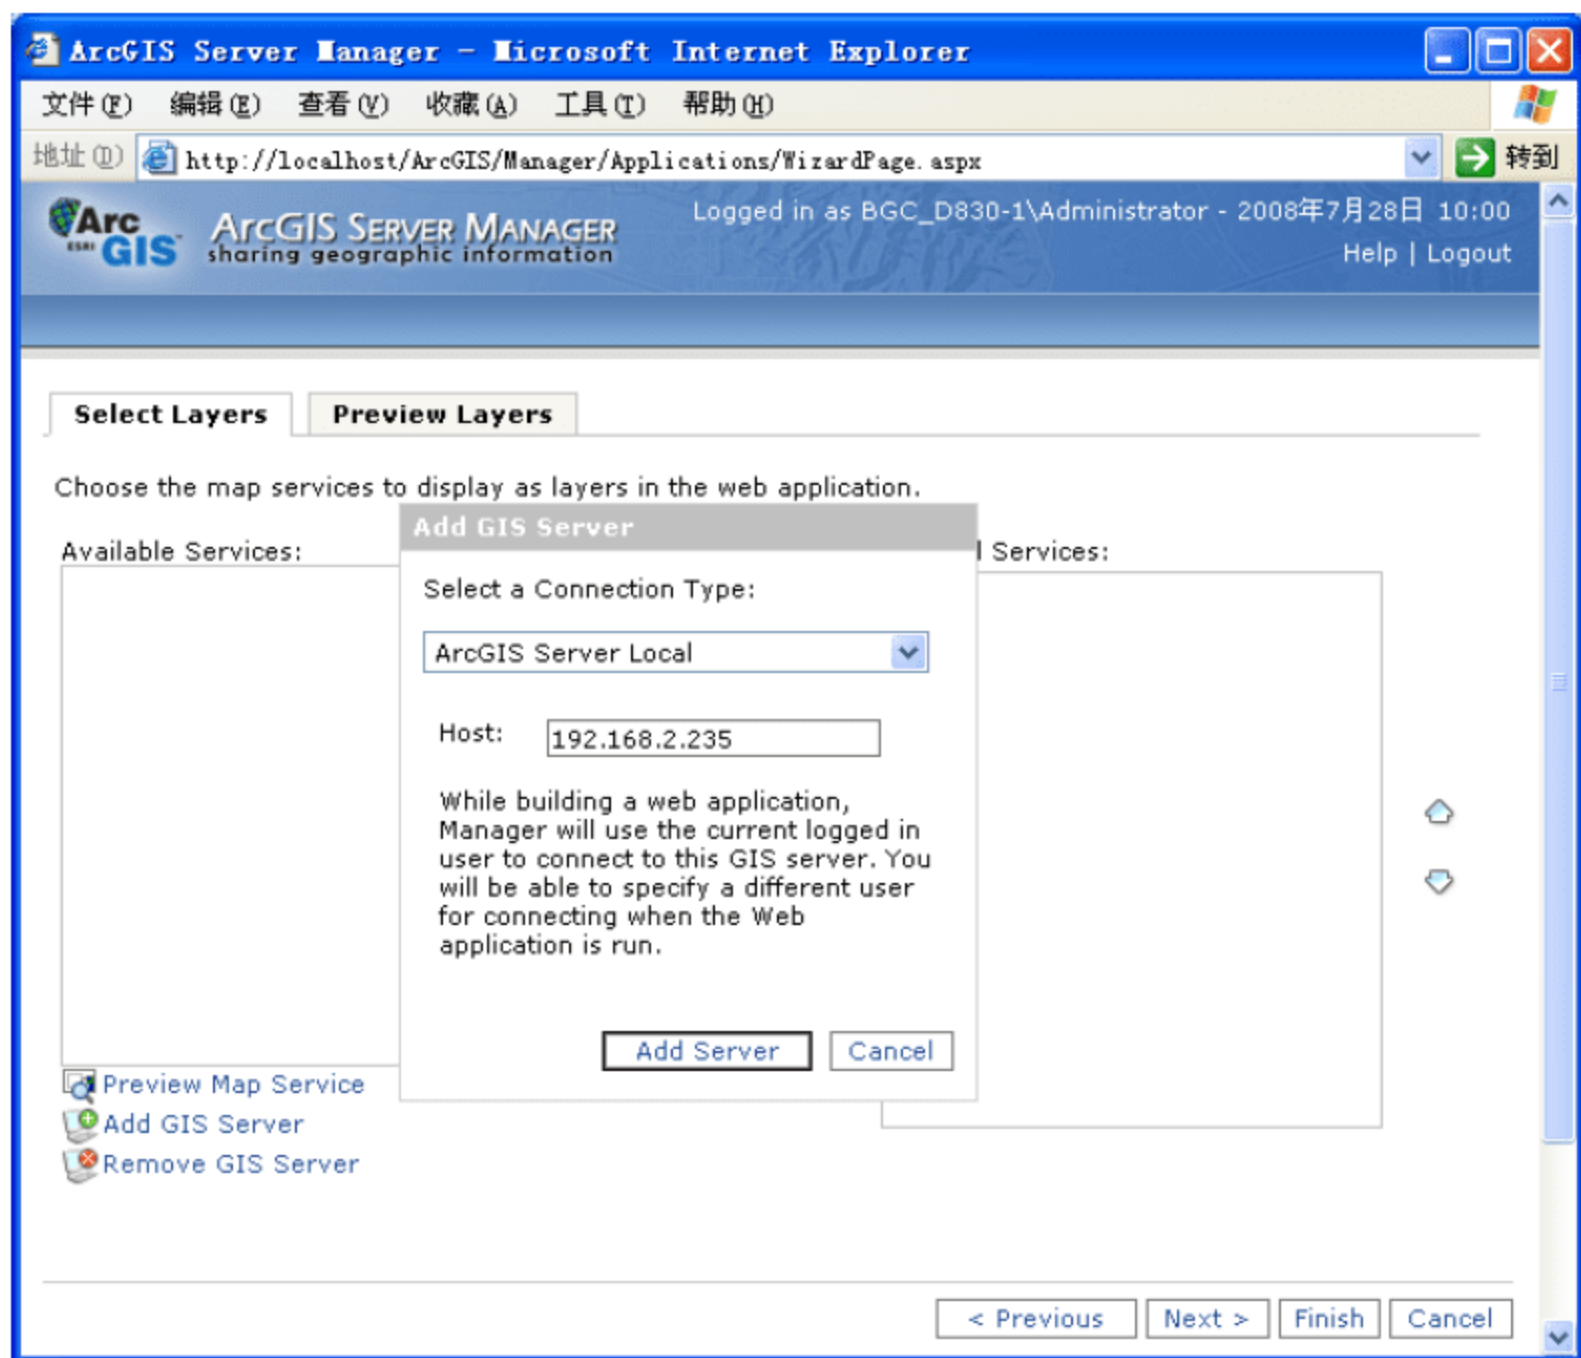 ArcGIS Server Manager - Microsoft Internet Explorer
文件(F) 编辑(E) 查看(V) 收藏(A) 工具(T) 帮助(H)
地址(D) http://localhost/ArcGIS/Manager/Applications/WizardPage.aspx 转到
Arc
ESRI GIS
ArcGIS Server Manager
sharing geographic information
Logged in as BGC_D830-1\Administrator - 2008年7月28日 10:00
Help | Logout
Select Layers Preview Layers
Choose the map services to display as layers in the web application.
Available Services:
l Services:
Add GIS Server
Select a Connection Type:
ArcGIS Server Local
Host: 192.168.2.235
While building a web application,
Manager will use the current logged in
user to connect to this GIS server. You
will be able to specify a different user
for connecting when the Web
application is run.
Add Server Cancel
Preview Map Service
Add GIS Server
Remove GIS Server
< Previous Next > Finish Cancel